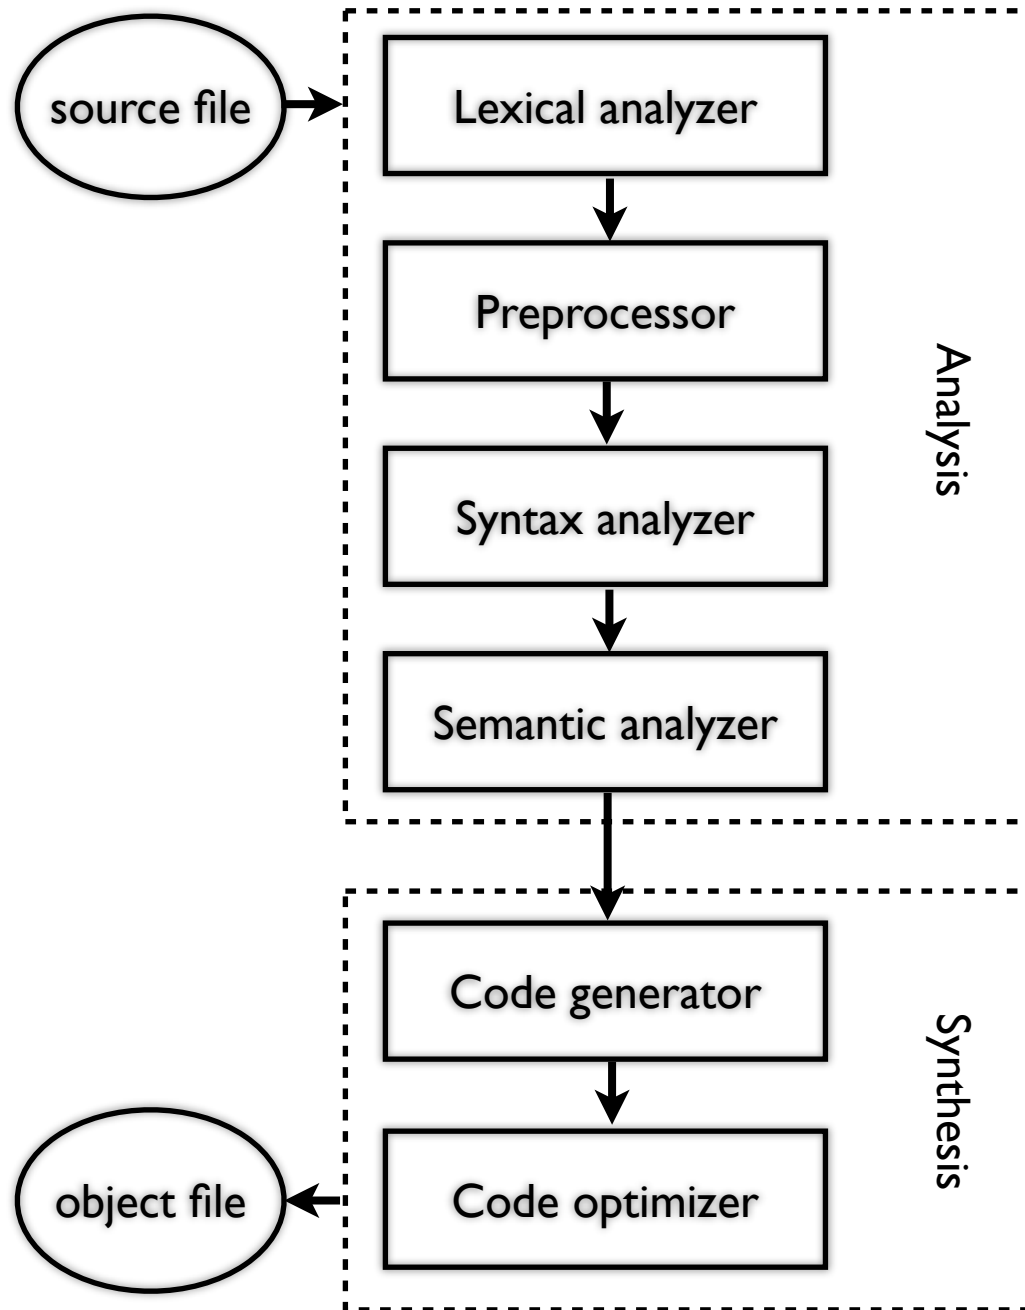 source file
Lexical analyzer
Preprocessor
Syntax analyzer
Semantic analyzer
Analysis
Code generator
Code optimizer
Synthesis
object file